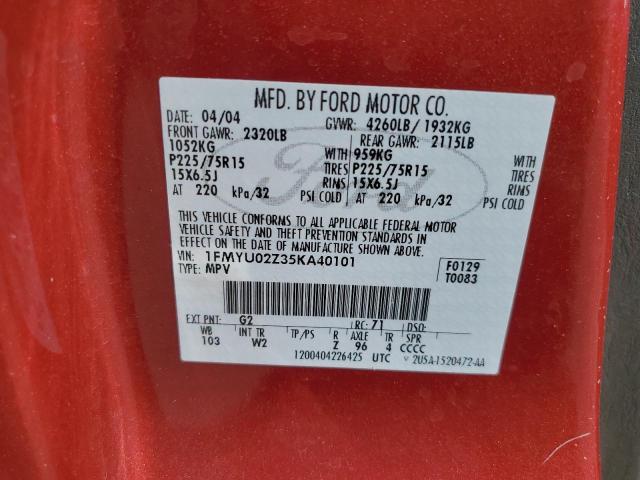 MFD. BY FORD MOTOR CO.
DATE: 04/04 GVWR: 4260LB/ 1932KG
FRONT GAWR: 2320LB REAR GAWR: 2115LB
1052KG WITH 959KG WITH
P225/75R15 TIRES P225/75R15 TIRES
15X6.5J RIMS 15X6.5J RIMS
AT 220 kPa/32 PSI COLD AT 220 kPa/32 PSI COLD
Ford
THIS VEHICLE CONFORMS TO ALL APPLICABLE FEDERAL MOTOR
VEHICLE SAFETY AND THEFT PREVENTION STANDARDS IN
EFFECT ON THE DATE OF MANUFACTURE SHOWN ABOVE.
VIN: 1FMYU02Z35KA40101 F0129
TYPE: MPV T0083
EXT PNT: G2 RC: 71 DSO:
WB INT TR TP/PS R AXLE TR SPR
103 W2 Z 96 4 CCCC
1200404226425 UTC
▽ 2U5A-1520472-AA